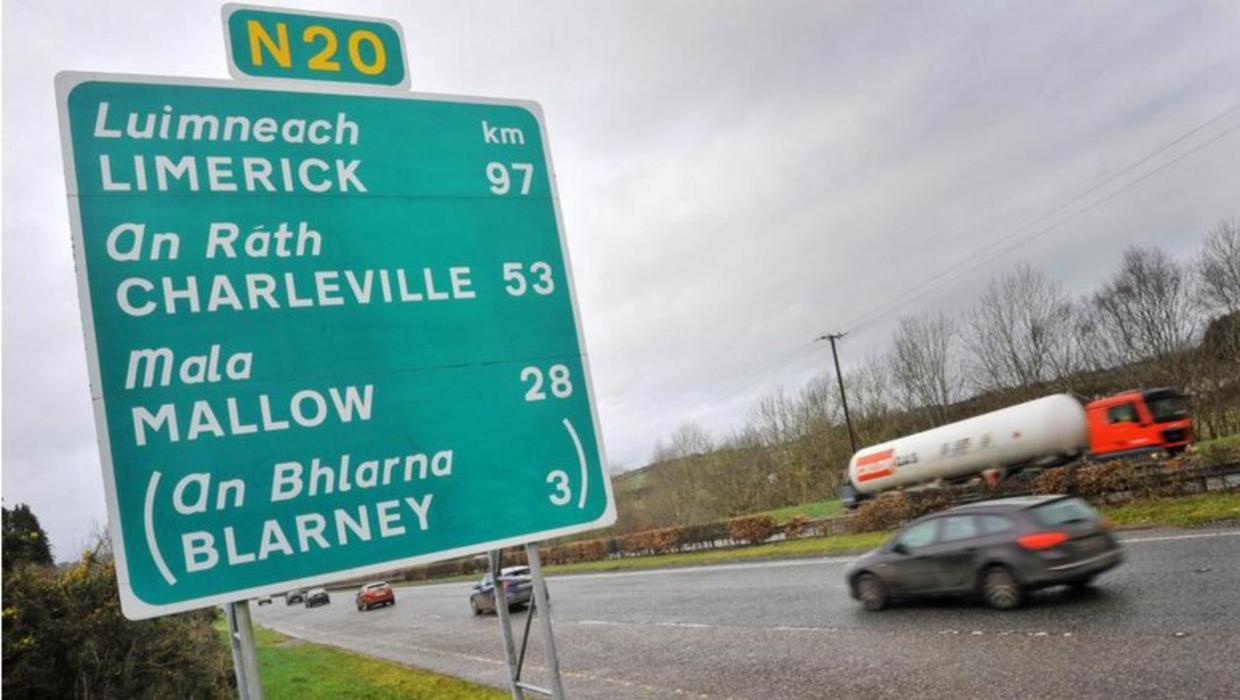 N20
Luimneach km
LIMERICK 97
An Ráth
CHARLEVILLE 53
Mala
MALLOW 28
(An Bhlarna
BLARNEY 3)